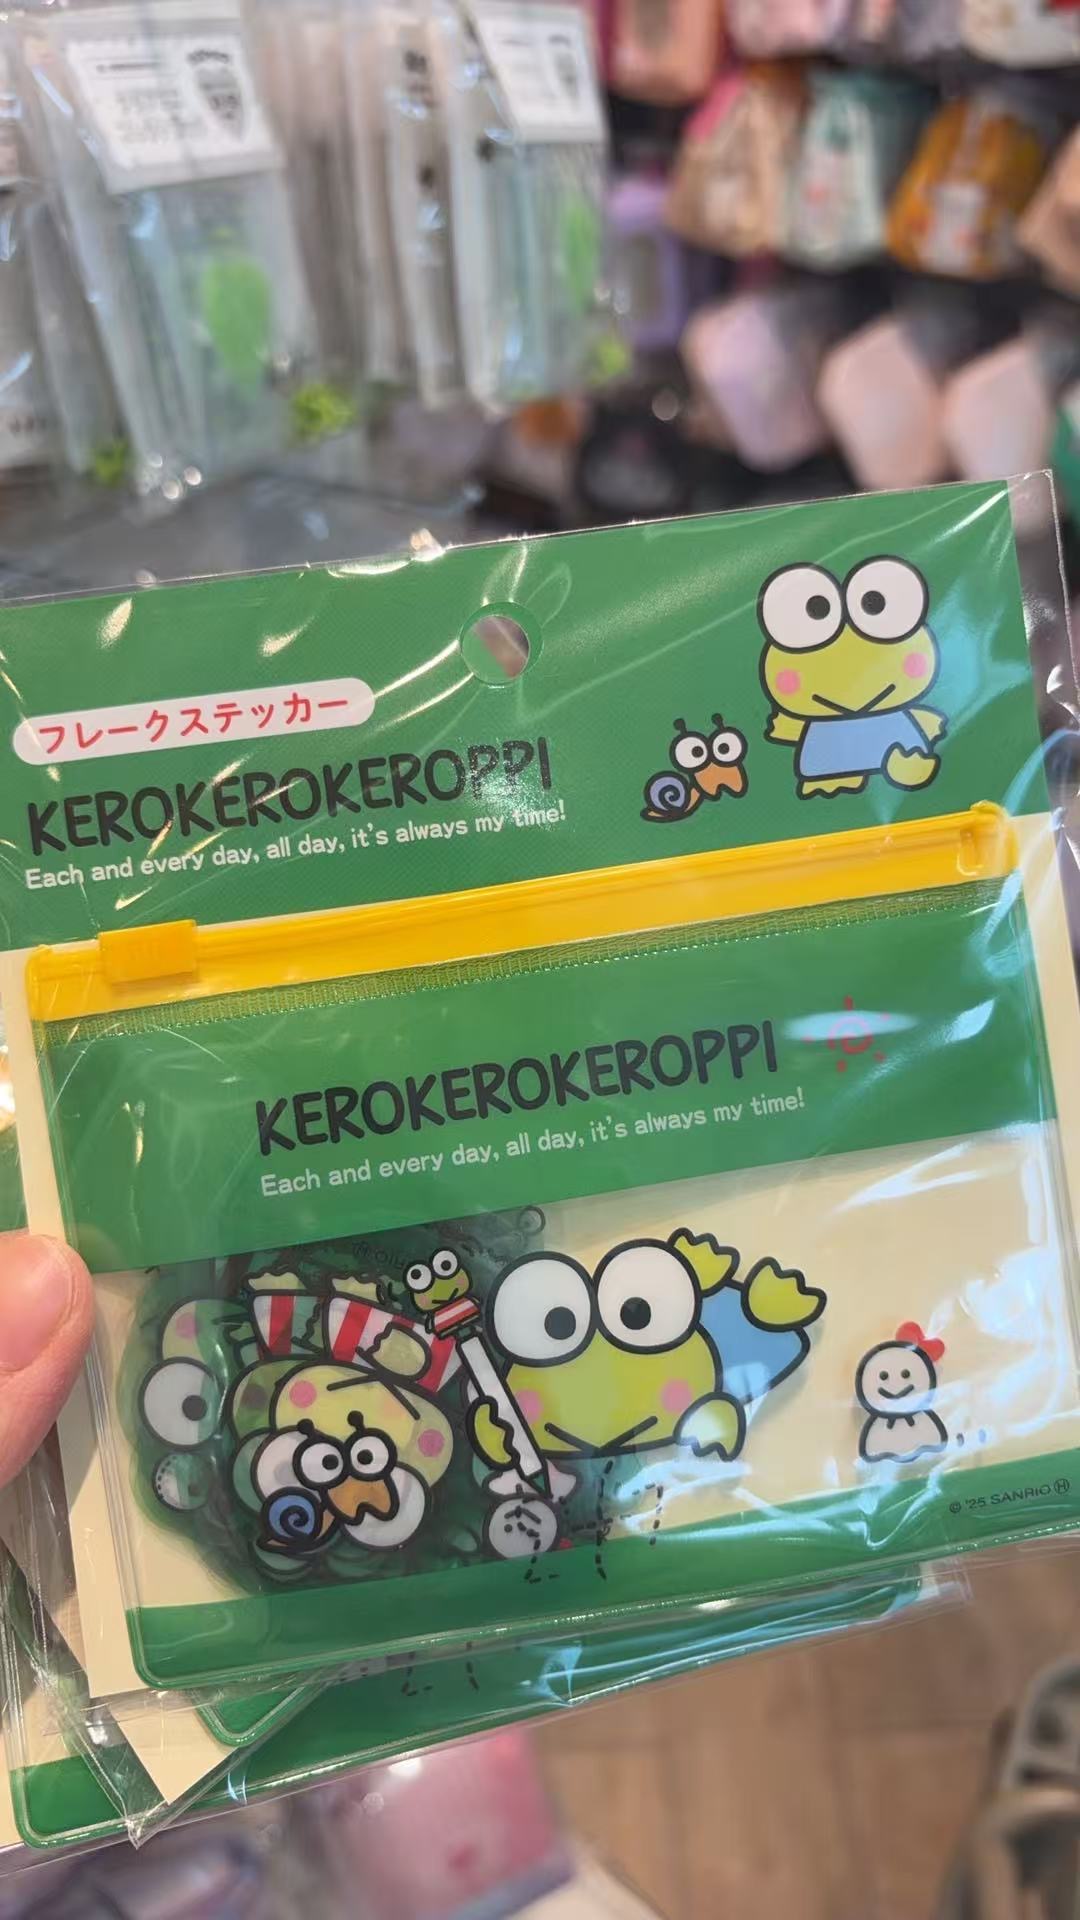 フレークステッカー
KEROKEROKEROPPI
Each and every day, all day, it's always my time!
KEROKEROKEROPPI
Each and every day, all day, it's always my time!
© '25 SANRIO Ⓗ